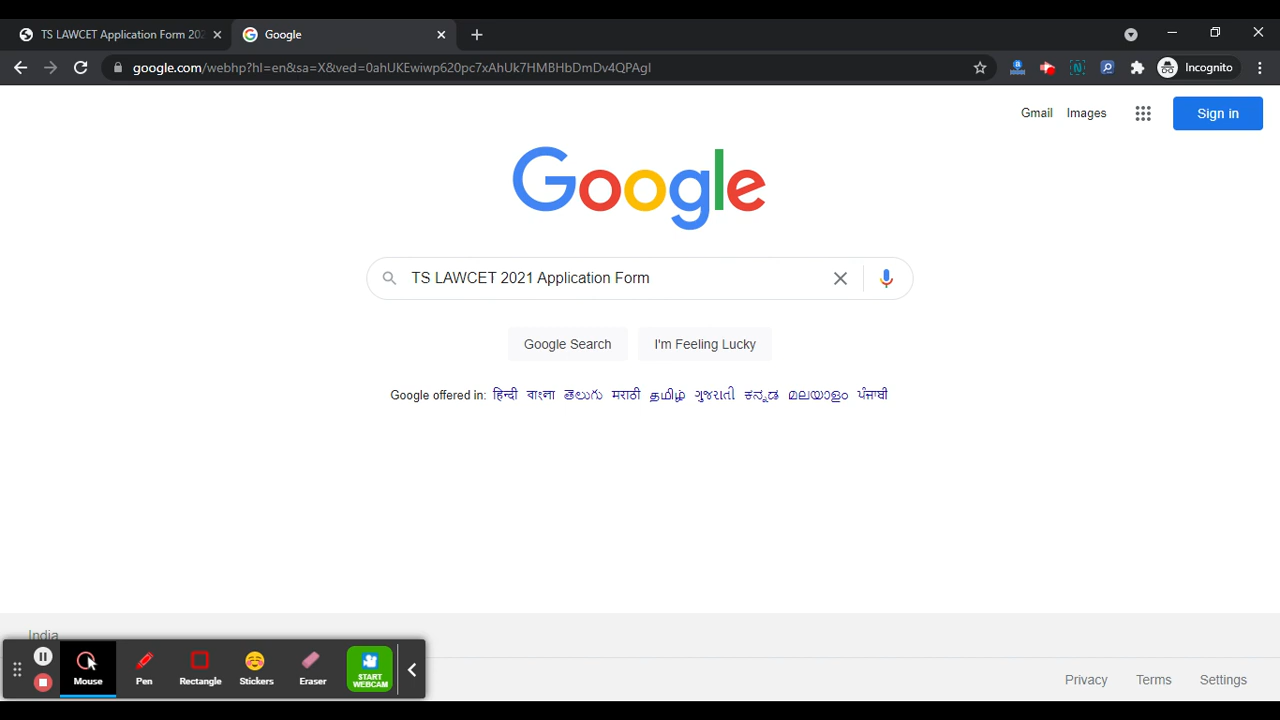 TS LAWCET Application Form 202
Google
google.com/webhp?hl=en&sa=X&ved=0ahUKEwiwp620pc7xAhUk7HMBHbDmDv4QPAgI
Incognito
Gmail Images
Sign in
Google
TS LAWCET 2021 Application Form
Google Search I'm Feeling Lucky
Google offered in: हिन्दी বাংলা తెలుగు मराठी தமிழ் ગુજરાતી ಕನ್ನಡ മലയാളം ਪੰਜਾਬੀ
India
Mouse Pen Rectangle Stickers Eraser
START
WEBCAM
Privacy Terms Settings